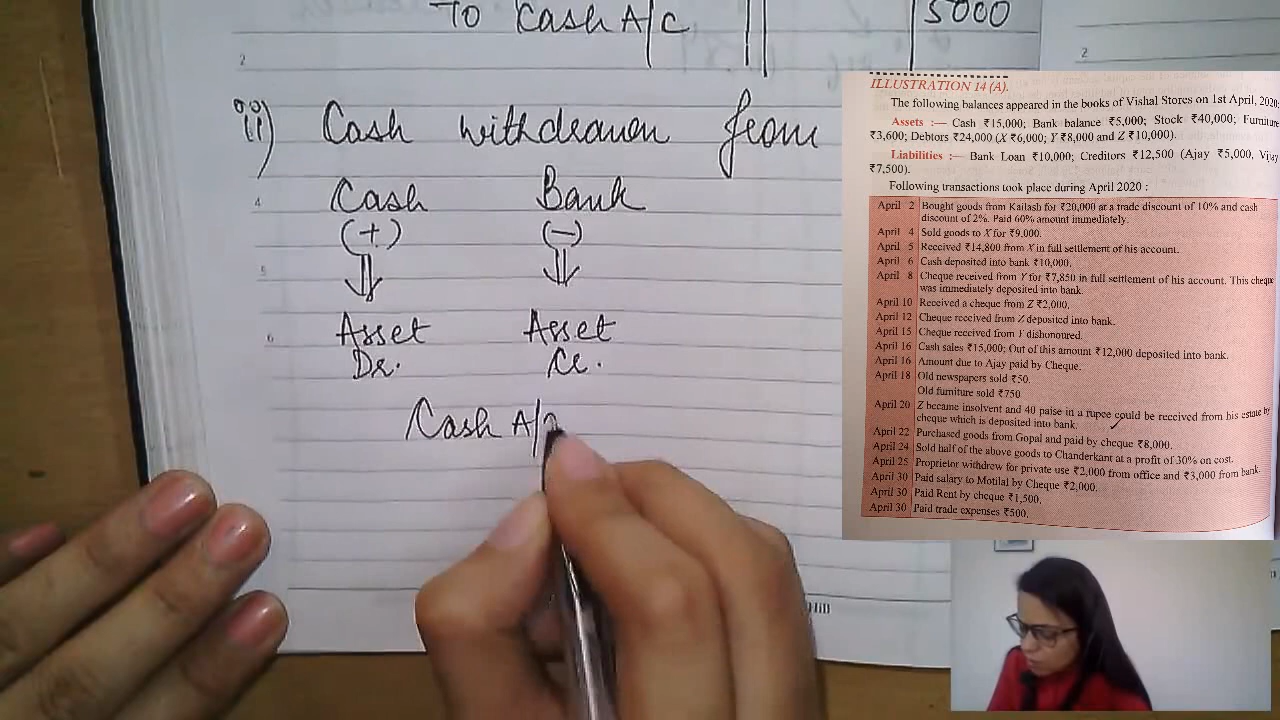 To Cash A/C 5000
2
2
iii) Cash withdrawn from
4
Cash Bank
(+) (-)
5
6
Asset Asset
Dr. Cr.
Cash A/
ILLUSTRATION 14 (A).
The following balances appeared in the books of Vishal Stores on 1st April, 2020
Assets :— Cash ₹15,000; Bank balance ₹5,000; Stock ₹40,000; Furniture
₹3,600; Debtors ₹24,000 (X ₹6,000; Y ₹8,000 and Z ₹10,000).
Liabilities :— Bank Loan ₹10,000; Creditors ₹12,500 (Ajay ₹5,000 Vijay
₹7,500).
Following transactions took place during April 2020 :
April 2 Bought goods from Kailash for ₹20,000 at a trade discount of 10% and cash
discount of 2%. Paid 60% amount immediately.
April 4 Sold goods to X for ₹9,000.
April 5 Received ₹14,800 from X in full settlement of his account.
April 6 Cash deposited into bank ₹10,000,
April 8 Cheque received from Y for ₹7,850 in full settlement of his account. This cheque
was immediately deposited into bank.
April 10 Received a cheque from Z ₹2,000,
April 12 Cheque received from Z deposited into bank.
April 15 Cheque received from Y dishonoured.
April 16 Cash sales ₹15,000; Out of this amount ₹12,000 deposited into bank.
April 16 Amount due to Ajay paid by Cheque.
April 18 Old newspapers sold ₹50.
Old furniture sold ₹750
April 20 Z became insolvent and 40 paise in a rupee could be received from his estate by
cheque which is deposited into bank.
April 22 Purchased goods from Gopal and paid by cheque ₹8,000.
April 24 Sold half of the above goods to Chanderkant at a profit of 30% on cost.
April 25 Proprietor withdrew for private use ₹2,000 from office and ₹3,000 from bank.
April 30 Paid salary to Motilal by Cheque ₹2,000.
April 30 Paid Rent by cheque ₹1,500,
April 30 Paid trade expenses ₹500.